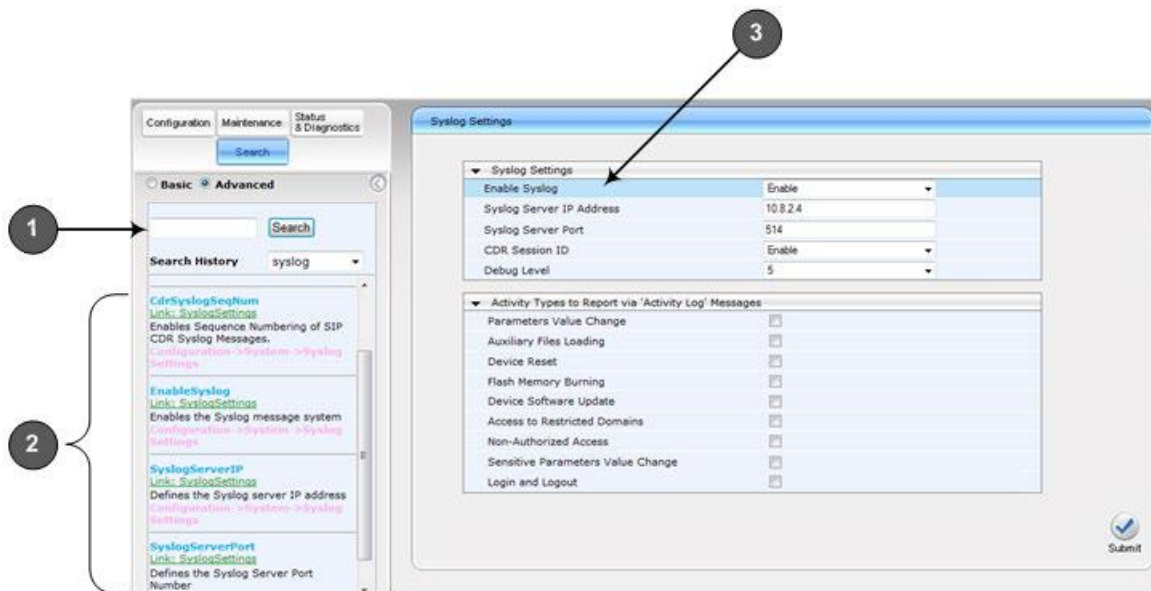 3
Configuration Maintenance Status & Diagnostics
Search
Basic Advanced
1
Search
Search History syslog
2
CdrSyslogSeqNum
Link: SyslogSettings
Enables Sequence Numbering of SIP
CDR Syslog Messages.
Configuration->System->Syslog
Settings
EnableSyslog
Link: SyslogSettings
Enables the Syslog message system
Configuration->System->Syslog
Settings
SyslogServerIP
Link: SyslogSettings
Defines the Syslog server IP address
Configuration->System->Syslog
Settings
SyslogServerPort
Link: SyslogSettings
Defines the Syslog Server Port
Number
Syslog Settings
Syslog Settings
Enable Syslog Enable
Syslog Server IP Address 10.8.2.4
Syslog Server Port 514
CDR Session ID Enable
Debug Level 5
Activity Types to Report via 'Activity Log' Messages
Parameters Value Change
Auxiliary Files Loading
Device Reset
Flash Memory Burning
Device Software Update
Access to Restricted Domains
Non-Authorized Access
Sensitive Parameters Value Change
Login and Logout
Submit